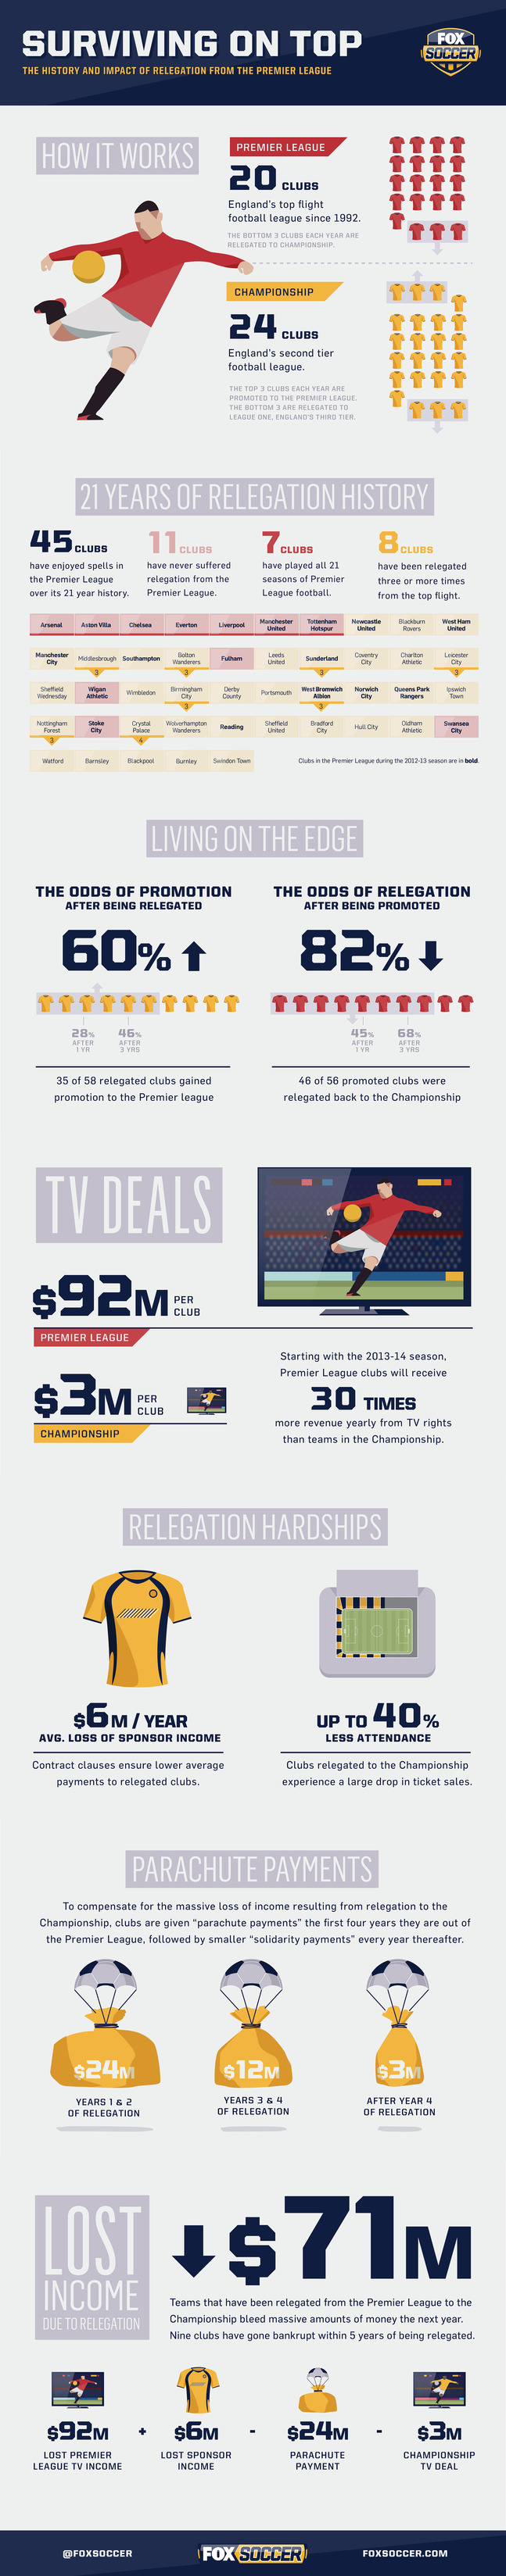 SURVIVING ON TOP
THE HISTORY AND IMPACT OF RELEGATION FROM THE PREMIER LEAGUE
FOX
SOCCER
HOW IT WORKS
PREMIER LEAGUE
20 CLUBS
England's top flight
football league since 1992.
THE BOTTOM 3 CLUBS EACH YEAR ARE
RELEGATED TO CHAMPIONSHIP.
CHAMPIONSHIP
24 CLUBS
England's second tier
football league.
THE TOP 3 CLUBS EACH YEAR ARE
PROMOTED TO THE PREMIER LEAGUE.
THE BOTTOM 3 ARE RELEGATED TO
LEAGUE ONE, ENGLAND'S THIRD TIER.
21 YEARS OF RELEGATION HISTORY
45 CLUBS
have enjoyed spells in
the Premier League
over its 21 year history.
11 CLUBS
have never suffered
relegation from the
Premier League.
7 CLUBS
have played all 21
seasons of Premier
League football.
8 CLUBS
have been relegated
three or more times
from the top flight.
Arsenal Aston Villa Chelsea Everton Liverpool Manchester United Tottenham Hotspur Newcastle United Blackburn Rovers West Ham United
Manchester City Middlesbrough Southampton Bolton Wanderers Fulham Leeds United Sunderland Coventry City Charlton Athletic Leicester City
3 3 3 3
Sheffield Wednesday Wigan Athletic Wimbledon Birmingham City Derby County Portsmouth West Bromwich Albion Norwich City Queens Park Rangers Ipswich Town
3 3
Nottingham Forest Stoke City Crystal Palace Wolverhampton Wanderers Reading Sheffield United Bradford City Hull City Oldham Athletic Swansea City
3 4
Watford Barnsley Blackpool Burnley Swindon Town
Clubs in the Premier League during the 2012-13 season are in bold.
LIVING ON THE EDGE
THE ODDS OF PROMOTION
AFTER BEING RELEGATED
60%
28% AFTER 1 YR
46% AFTER 3 YRS
35 of 58 relegated clubs gained
promotion to the Premier league
THE ODDS OF RELEGATION
AFTER BEING PROMOTED
82%
45% AFTER 1 YR
68% AFTER 3 YRS
46 of 56 promoted clubs were
relegated back to the Championship
TV DEALS
$92M PER CLUB
PREMIER LEAGUE
$3M PER CLUB
CHAMPIONSHIP
Starting with the 2013-14 season,
Premier League clubs will receive
30 TIMES
more revenue yearly from TV rights
than teams in the Championship.
RELEGATION HARDSHIPS
$6M / YEAR
AVG. LOSS OF SPONSOR INCOME
Contract clauses ensure lower average
payments to relegated clubs.
UP TO 40%
LESS ATTENDANCE
Clubs relegated to the Championship
experience a large drop in ticket sales.
PARACHUTE PAYMENTS
To compensate for the massive loss of income resulting from relegation to the
Championship, clubs are given “parachute payments” the first four years they are out of
the Premier League, followed by smaller “solidarity payments” every year thereafter.
$24M
YEARS 1 & 2
OF RELEGATION
$12M
YEARS 3 & 4
OF RELEGATION
$3M
AFTER YEAR 4
OF RELEGATION
LOST
INCOME
DUE TO RELEGATION
$71M
Teams that have been relegated from the Premier League to the
Championship bleed massive amounts of money the next year.
Nine clubs have gone bankrupt within 5 years of being relegated.
$92M + $6M - $24M - $3M
LOST PREMIER
LEAGUE TV INCOME
LOST SPONSOR
INCOME
PARACHUTE
PAYMENT
CHAMPIONSHIP
TV DEAL
@FOXSOCCER
FOX SOCCER
FOXSOCCER.COM